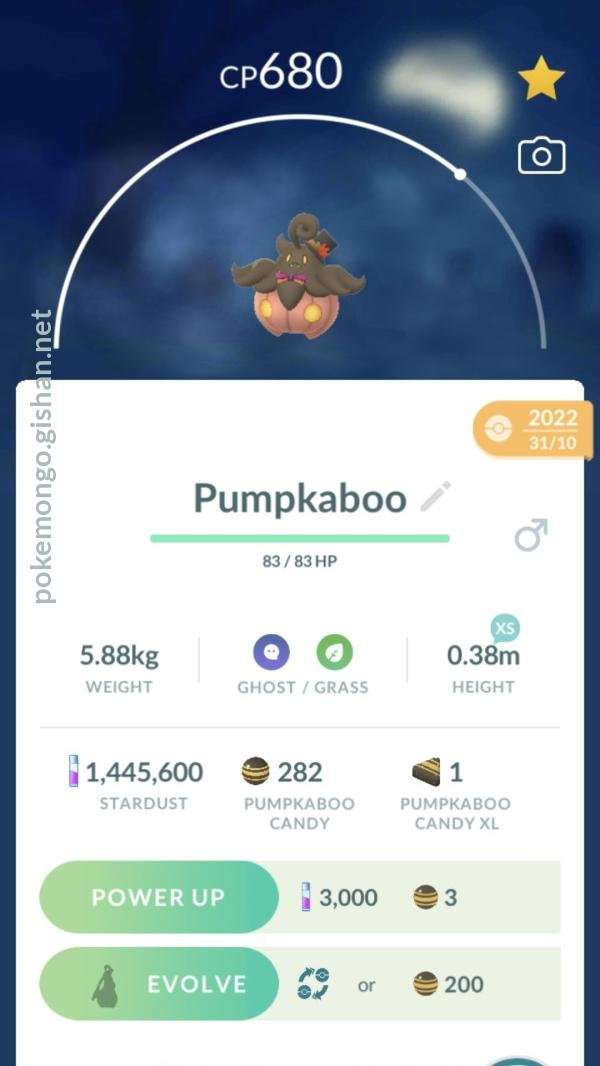 CP680
2022
31/10
Pumpkaboo
83 / 83 HP
XS
5.88kg
0.38m
WEIGHT
GHOST / GRASS
HEIGHT
1,445,600
282
1
STARDUST
PUMPKABOO
CANDY
PUMPKABOO
CANDY XL
POWER UP
3,000
3
EVOLVE
or
200
pokemongo.gishan.net